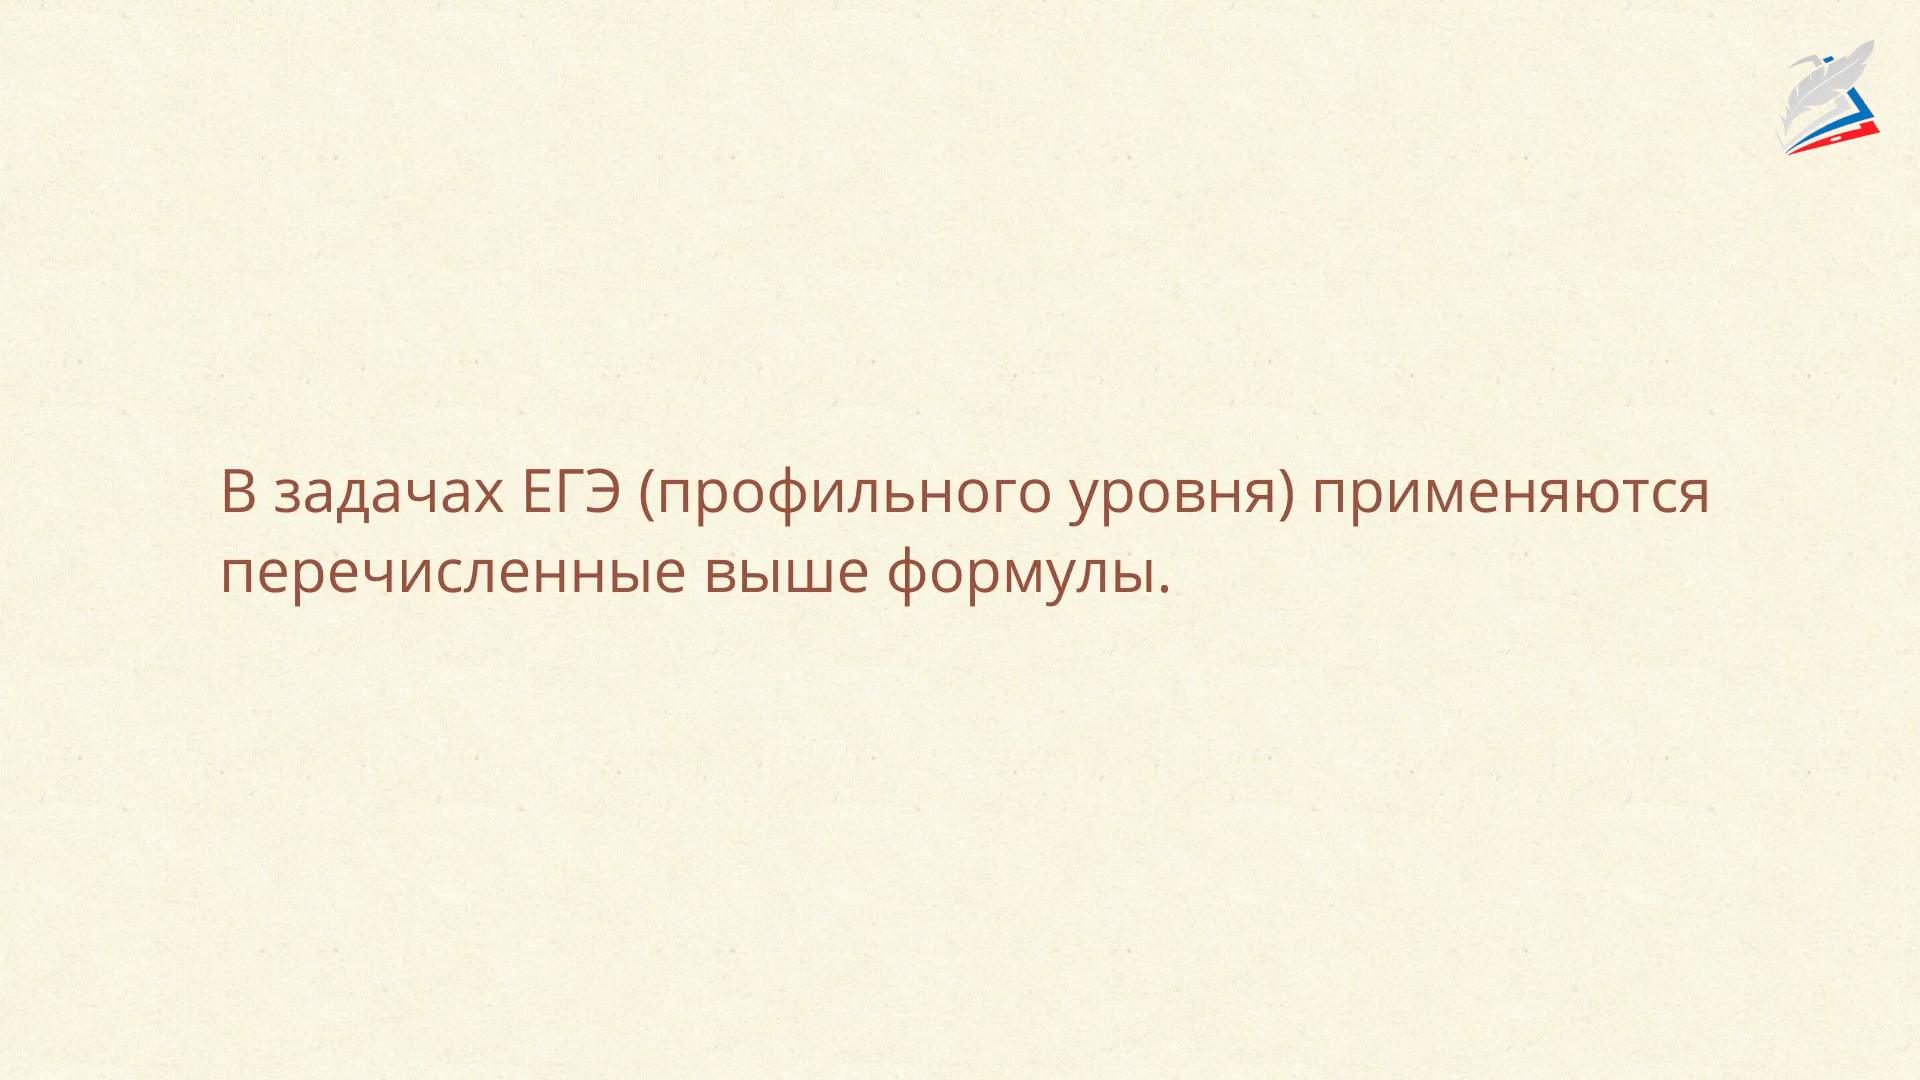 В задачах ЕГЭ (профильного уровня) применяются
перечисленные выше формулы.